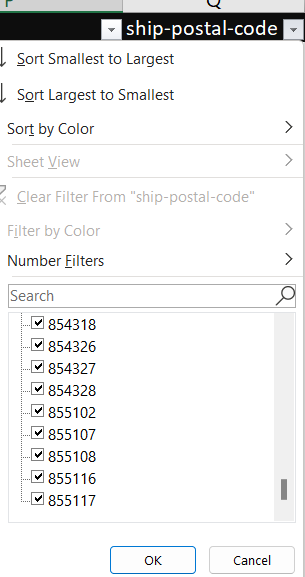 Q
ship-postal-code
Sort Smallest to Largest
Sort Largest to Smallest
Sort by Color
Sheet View
Clear Filter From "ship-postal-code"
Filter by Color
Number Filters
Search
854318
854326
854327
854328
855102
855107
855108
855116
855117
OK
Cancel